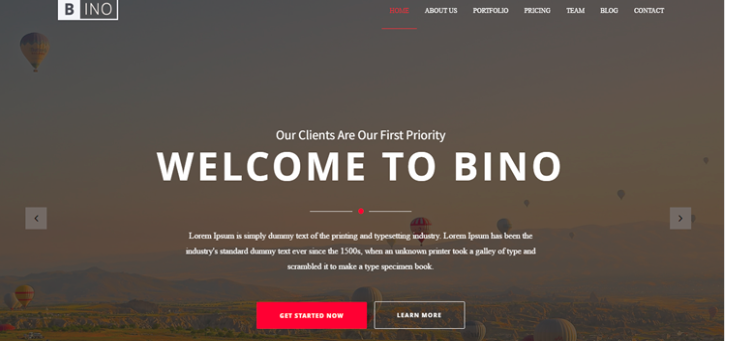 B INO
HOME ABOUT US PORTFOLIO PRICING TEAM BLOG CONTACT
Our Clients Are Our First Priority
WELCOME TO BINO
Lorem Ipsum is simply dummy text of the printing and typesetting industry. Lorem Ipsum has been the
industry's standard dummy text ever since the 1500s, when an unknown printer took a galley of type and
scrambled it to make a type specimen book.
GET STARTED NOW LEARN MORE